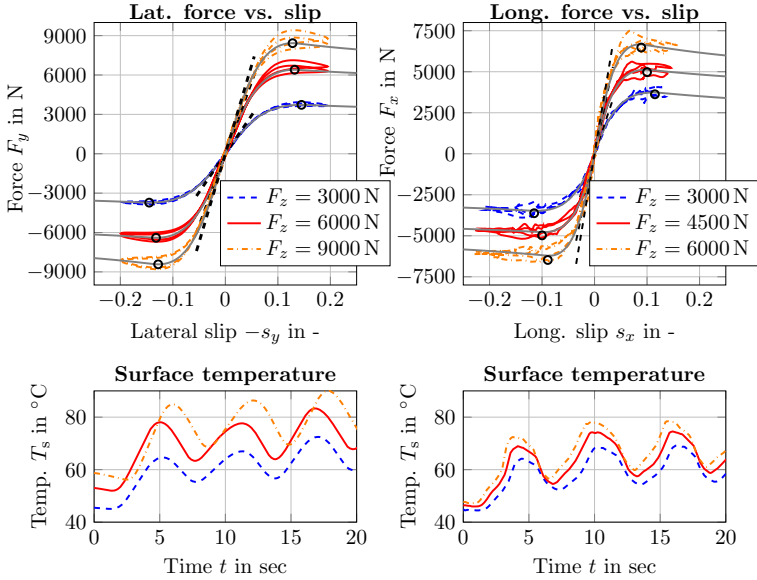 Lat. force vs. slip
Force F_y in N
9000
6000
3000
0
−3000
−6000
−9000
−0.2 −0.1 0 0.1 0.2
Lateral slip −s_y in -
F_z = 3000 N
F_z = 6000 N
F_z = 9000 N
Long. force vs. slip
Force F_x in N
7500
5000
2500
0
−2500
−5000
−7500
−0.2 −0.1 0 0.1 0.2
Long. slip s_x in -
F_z = 3000 N
F_z = 4500 N
F_z = 6000 N
Surface temperature
Temp. T_s in °C
80
60
40
0 5 10 15 20
Time t in sec
Surface temperature
Temp. T_s in °C
80
60
40
0 5 10 15 20
Time t in sec